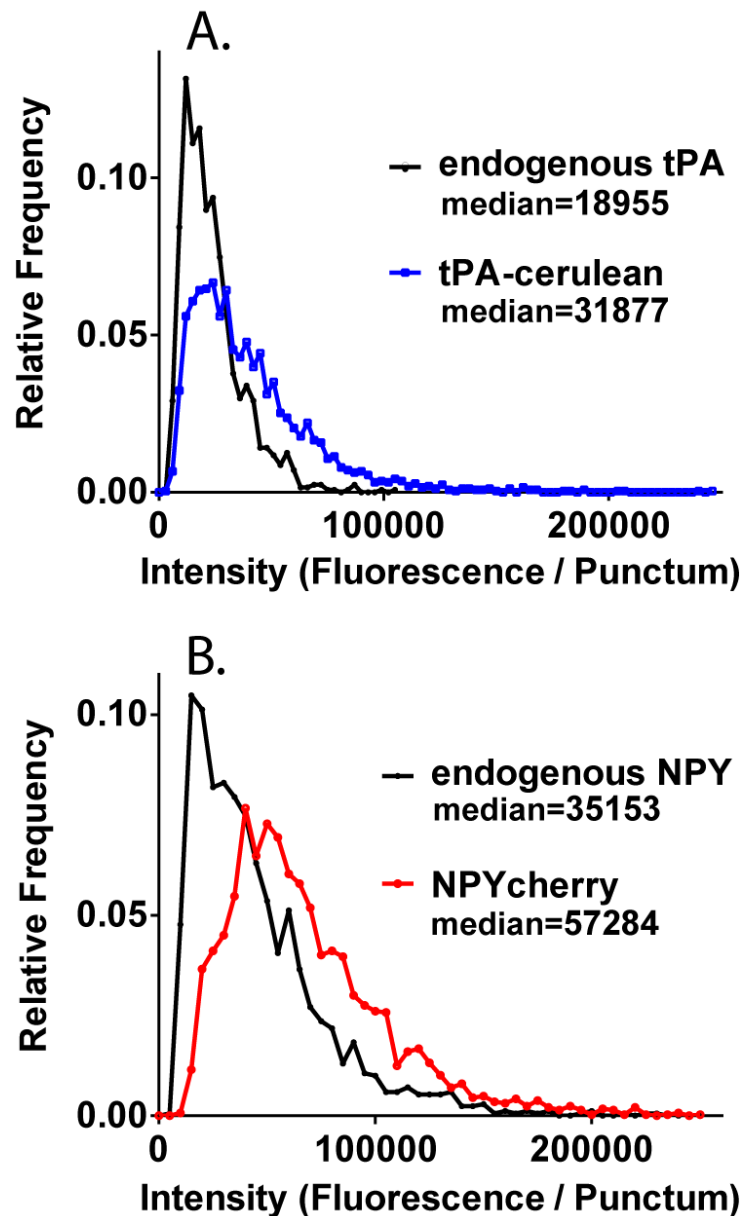 A.
Relative Frequency
0.10
0.05
0.00
endogenous tPA
median=18955
tPA-cerulean
median=31877
0
100000
200000
Intensity (Fluorescence / Punctum)
B.
Relative Frequency
0.10
0.05
0.00
endogenous NPY
median=35153
NPYcherry
median=57284
0
100000
200000
Intensity (Fluorescence / Punctum)